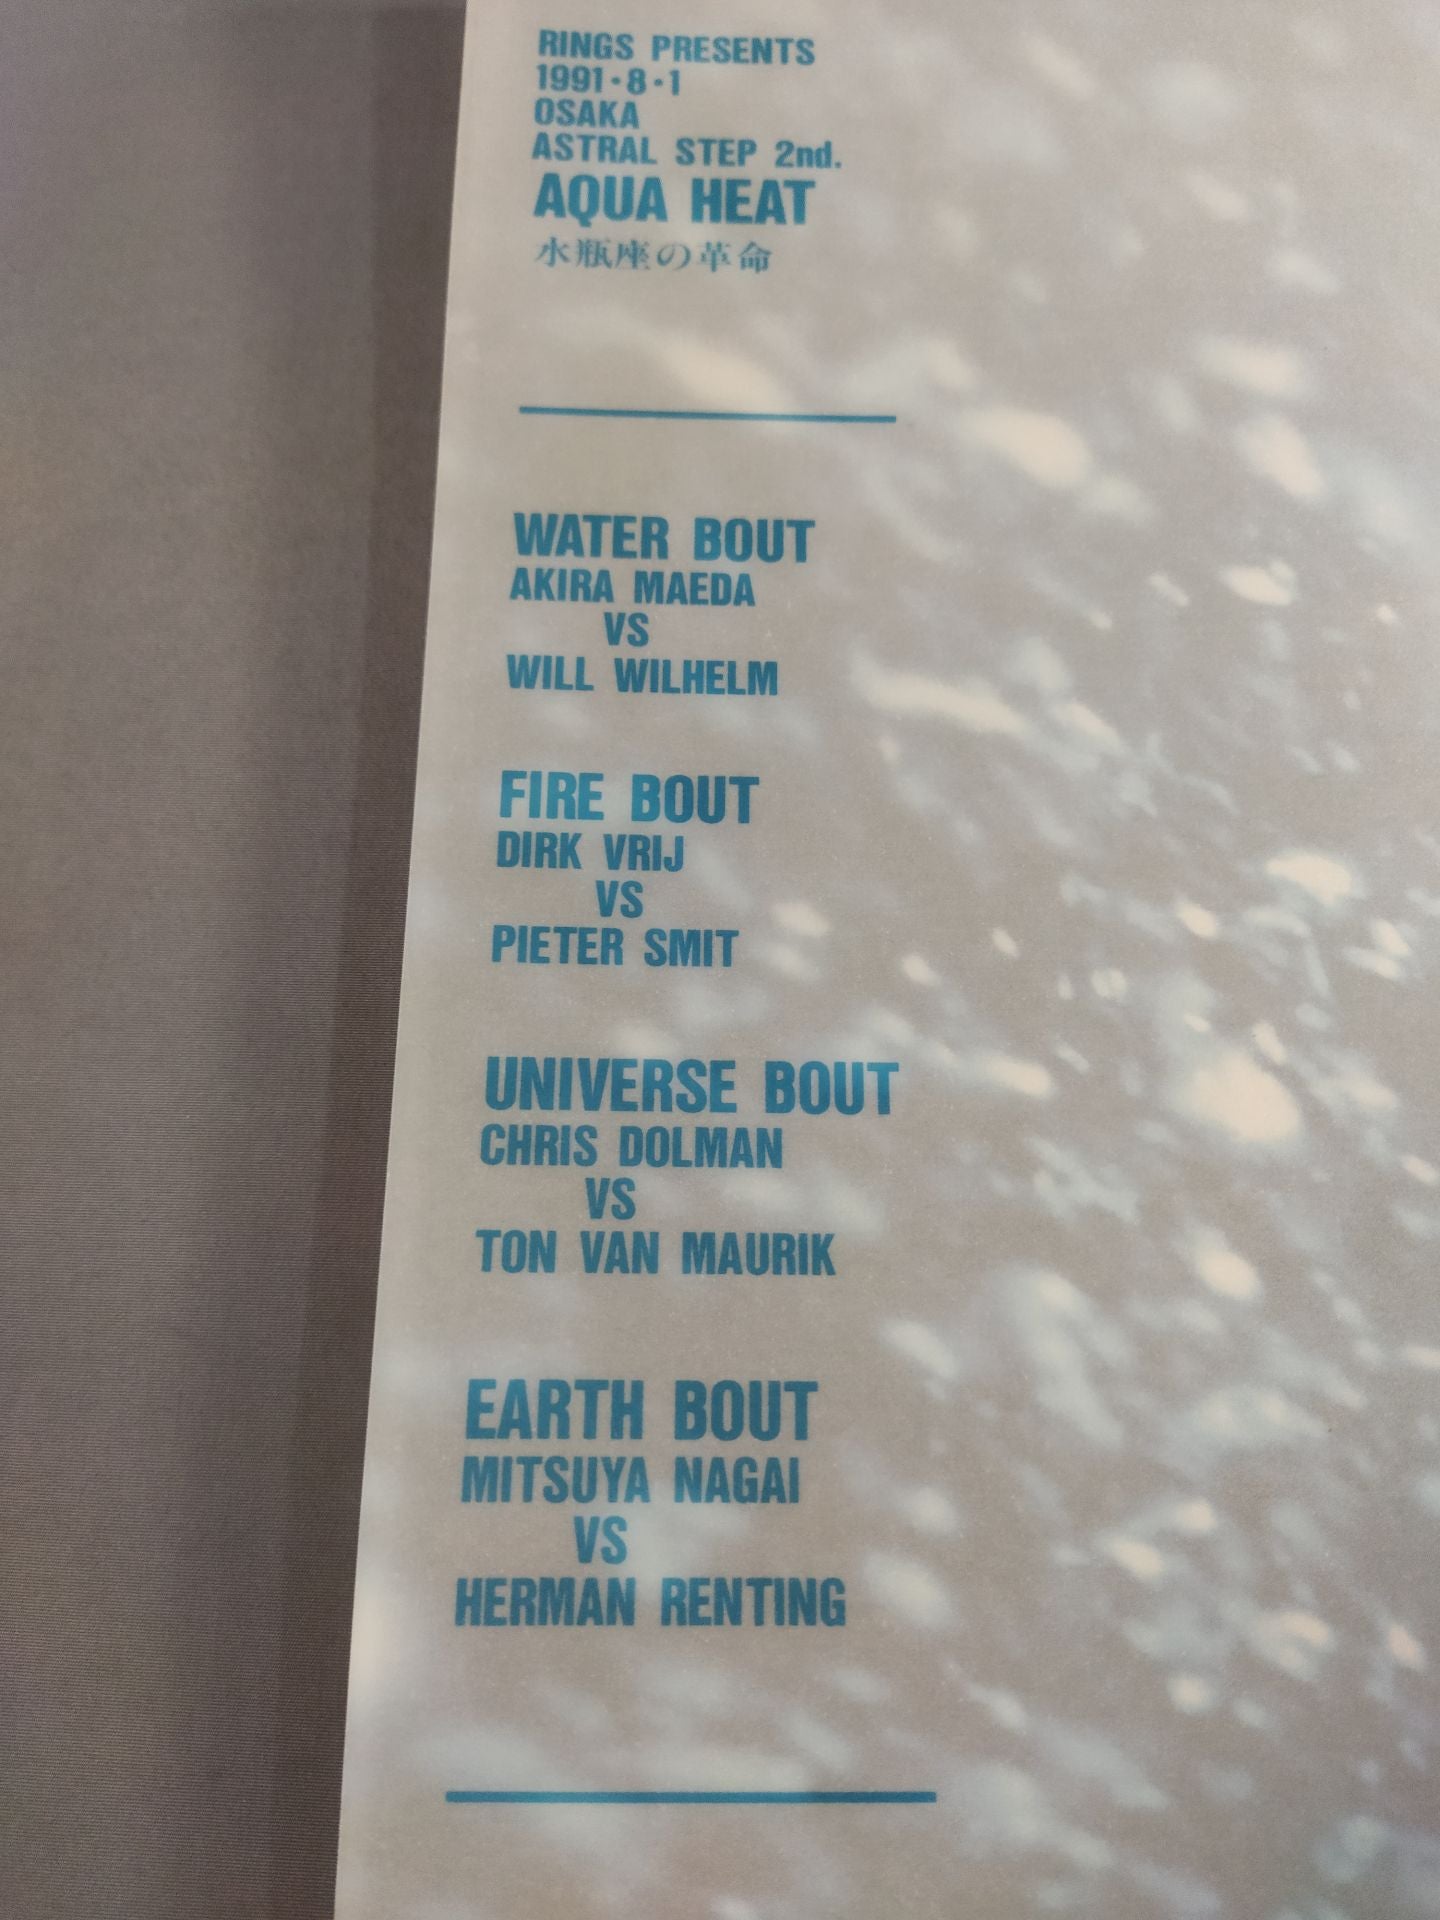 RINGS PRESENTS
1991・8・1
OSAKA
ASTRAL STEP 2nd.
AQUA HEAT
水瓶座の革命
WATER BOUT
AKIRA MAEDA
VS
WILL WILHELM
FIRE BOUT
DIRK VRIJ
VS
PIETER SMIT
UNIVERSE BOUT
CHRIS DOLMAN
VS
TON VAN MAURIK
EARTH BOUT
MITSUYA NAGAI
VS
HERMAN RENTING